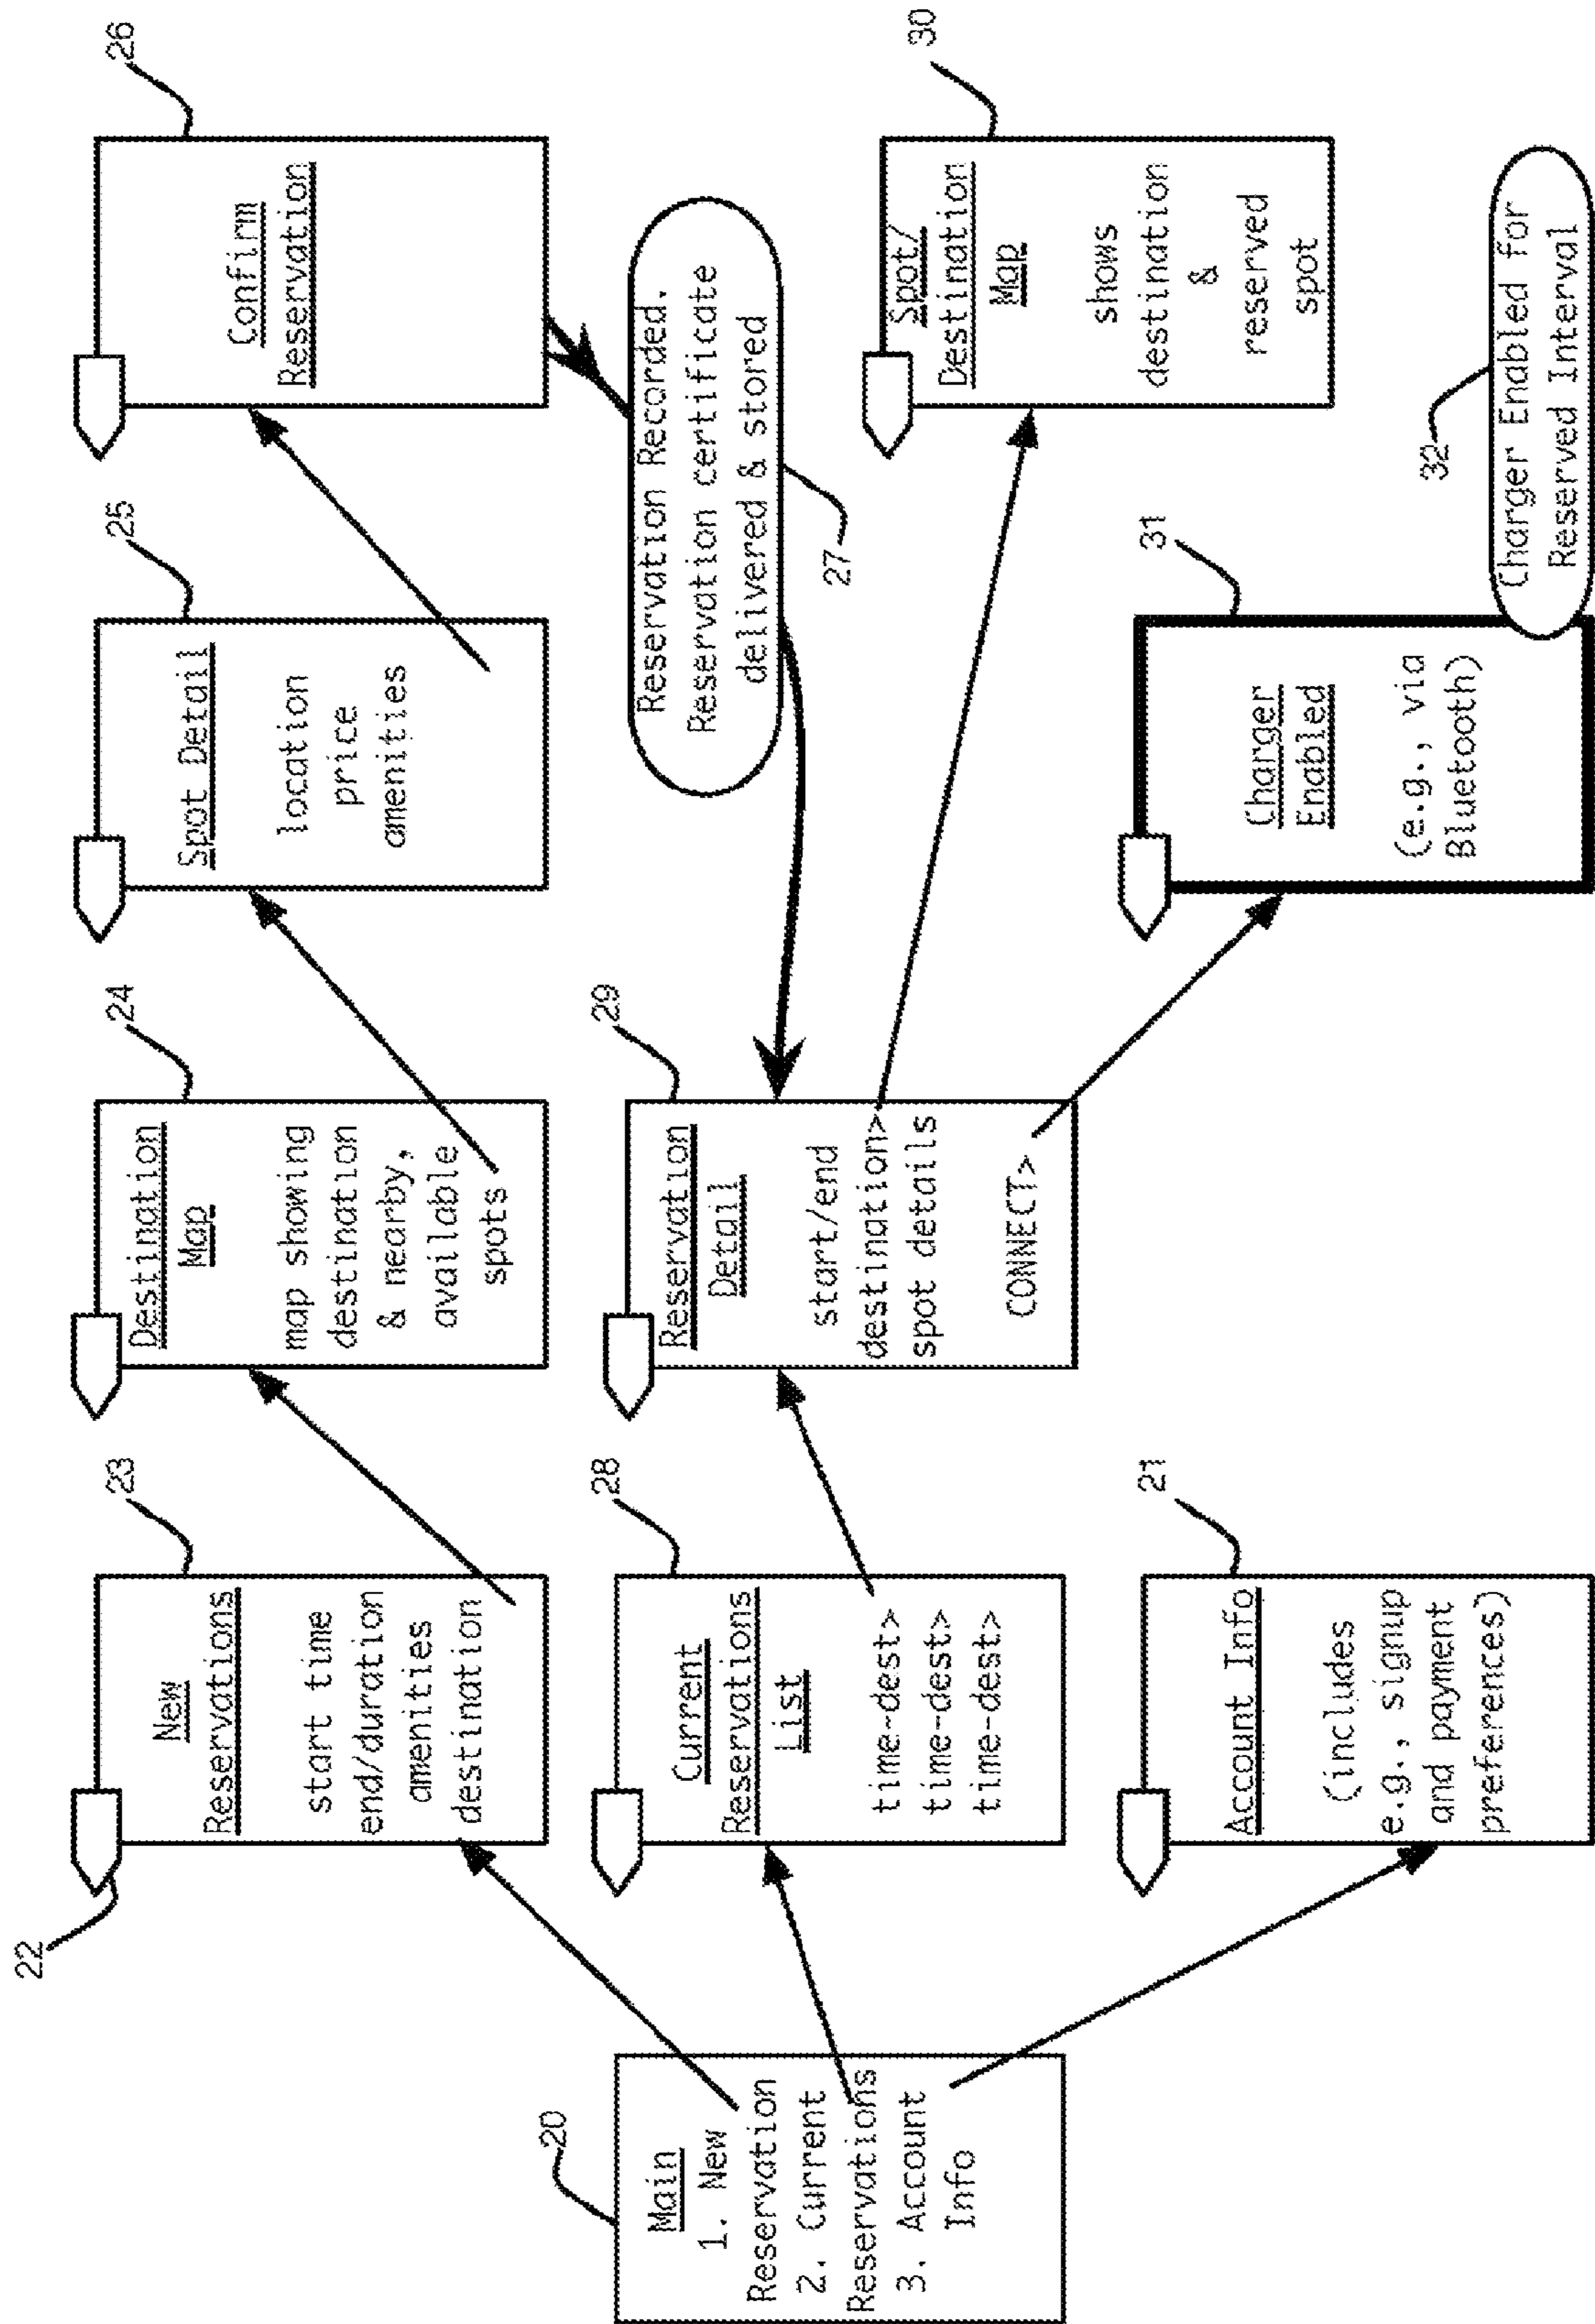 20
Main
1. New
Reservation
2. Current
Reservations
3. Account
Info
22
23
New
Reservations
start time
end/duration
amenities
destination
24
Destination
Map
map showing
destination
& nearby,
available
spots
25
Spot Detail
location
price
amenities
26
Confirm
Reservation
Reservation Recorded.
Reservation certificate
delivered & stored
27
28
Current
Reservations
List
time-dest>
time-dest>
time-dest>
29
Reservation
Detail
start/end
destination>
spot details
CONNECT>
30
Spot/
Destination
Map
shows
destination
&
reserved
spot
21
Account Info
(includes
e.g., signup
and payment
preferences)
31
Charger
Enabled
(e.g., via
Bluetooth)
32
Charger Enabled for
Reserved Interval